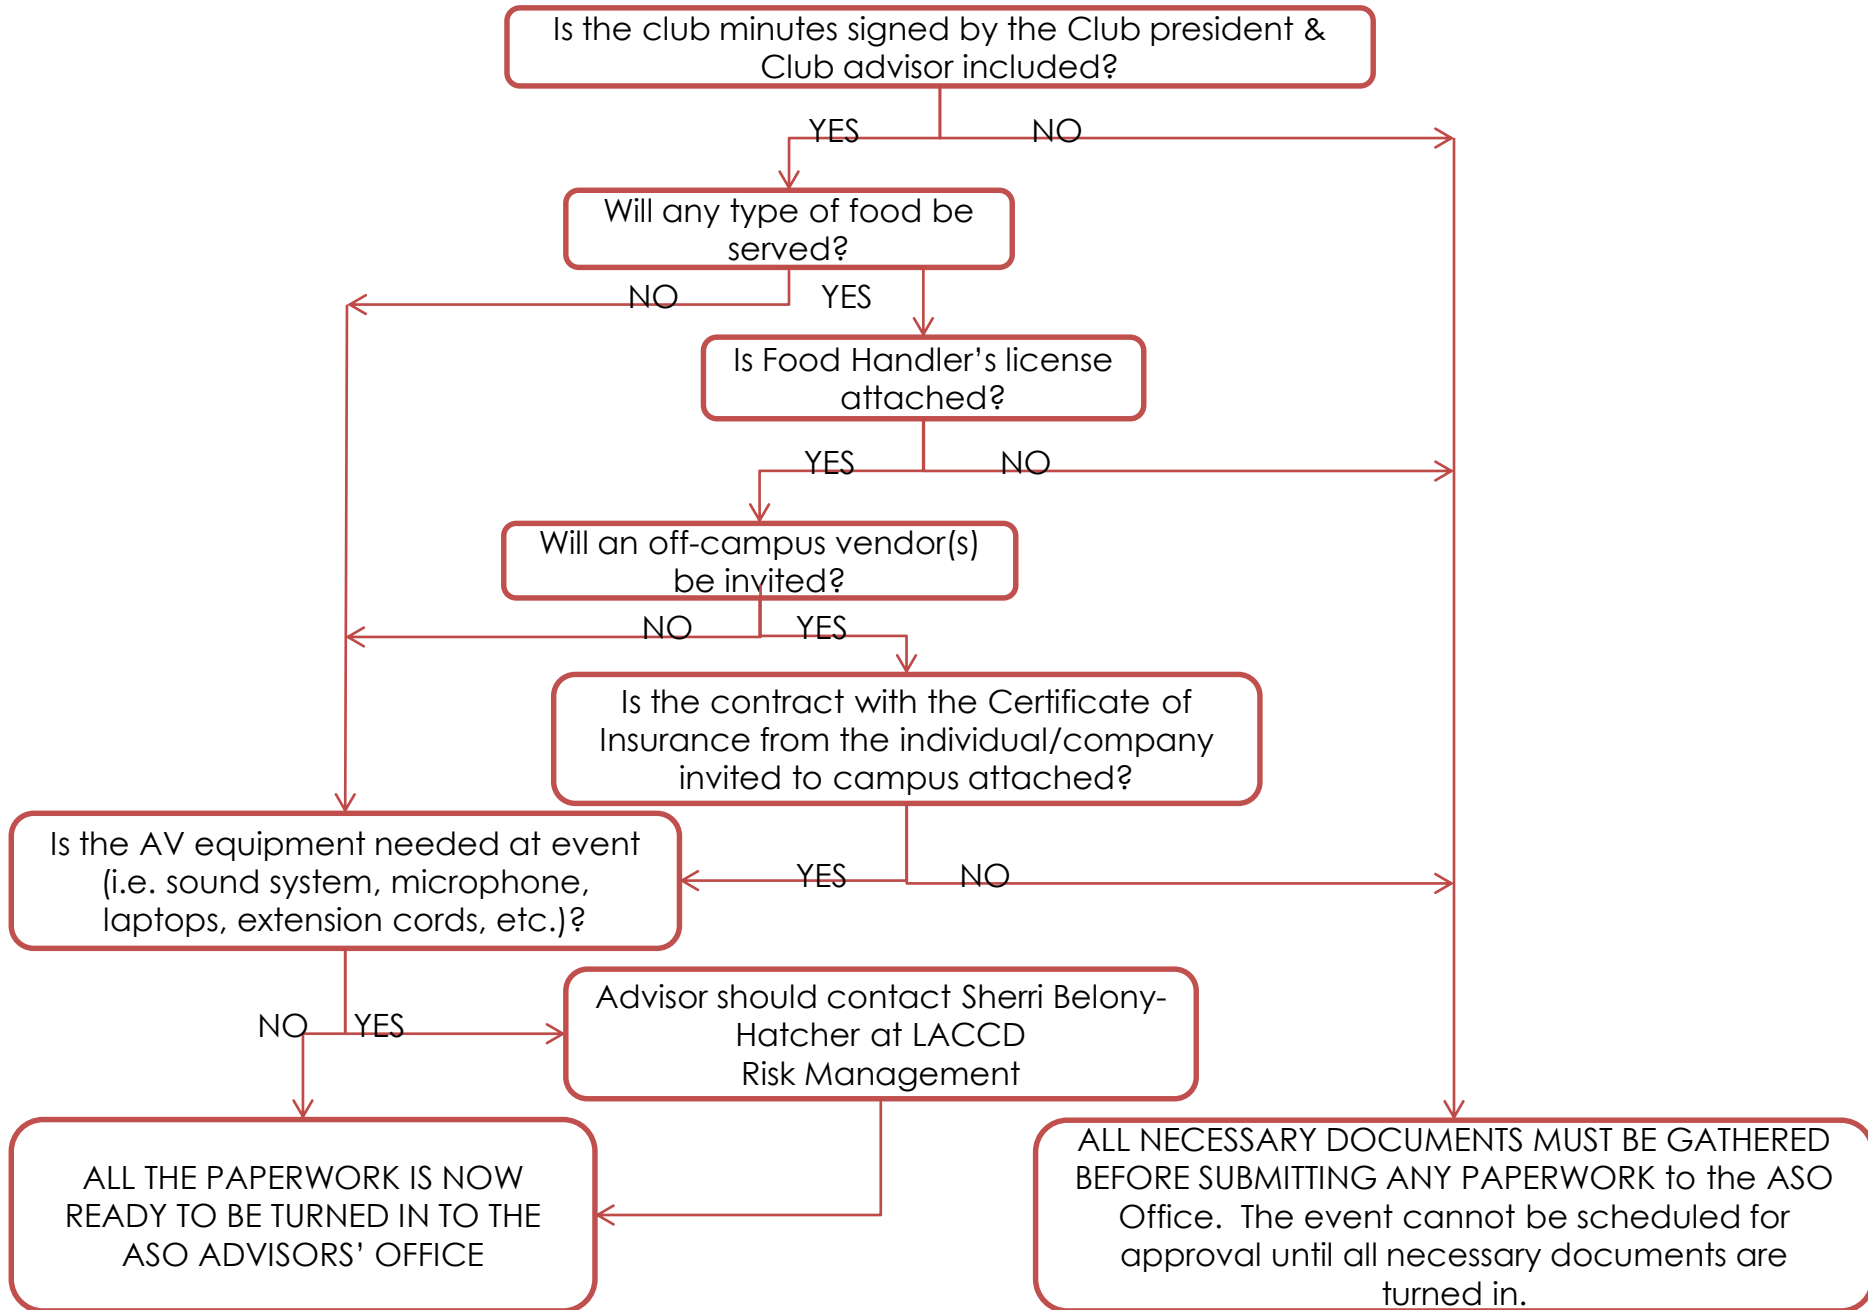 Is the club minutes signed by the Club president &
Club advisor included?
YES
NO
Will any type of food be
served?
NO
YES
Is Food Handler’s license
attached?
YES
NO
Will an off-campus vendor(s)
be invited?
NO
YES
Is the contract with the Certificate of
Insurance from the individual/company
invited to campus attached?
Is the AV equipment needed at event
(i.e. sound system, microphone,
laptops, extension cords, etc.)?
YES
NO
NO
YES
Advisor should contact Sherri Belony-
Hatcher at LACCD
Risk Management
ALL THE PAPERWORK IS NOW
READY TO BE TURNED IN TO THE
ASO ADVISORS’ OFFICE
ALL NECESSARY DOCUMENTS MUST BE GATHERED
BEFORE SUBMITTING ANY PAPERWORK to the ASO
Office.  The event cannot be scheduled for
approval until all necessary documents are
turned in.